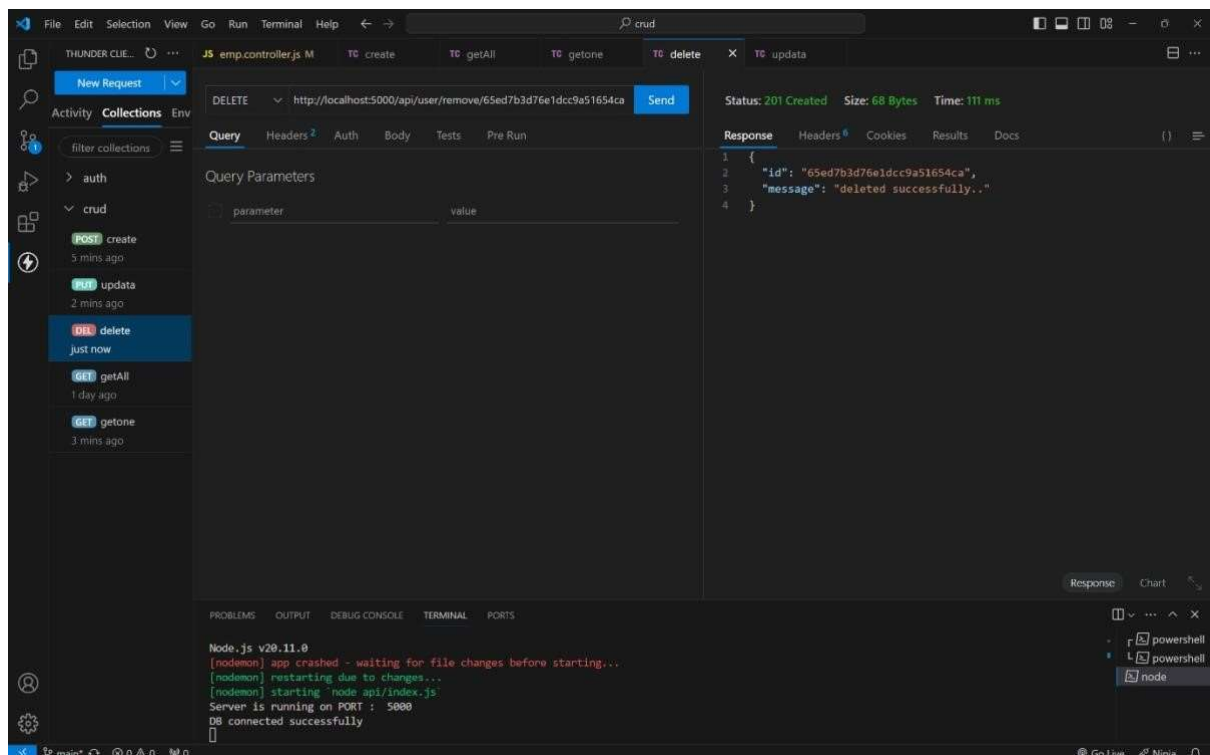 File Edit Selection View Go Run Terminal Help crud
THUNDER CLIE...
JS emp.controller.js M TC create TC getAll TC getone TC delete TC updata
New Request
Activity Collections Env
filter collections
auth
crud
POST create
5 mins ago
PUT updata
2 mins ago
DEL delete
just now
GET getAll
1 day ago
GET getone
3 mins ago
DELETE http://localhost:5000/api/user/remove/65ed7b3d76e1dcc9a51654ca Send
Query Headers 2 Auth Body Tests Pre Run
Query Parameters
parameter value
Status: 201 Created Size: 68 Bytes Time: 111 ms
Response Headers 6 Cookies Results Docs {}
1 {
2 "id": "65ed7b3d76e1dcc9a51654ca",
3 "message": "deleted successfully.."
4 }
Response Chart
PROBLEMS OUTPUT DEBUG CONSOLE TERMINAL PORTS
Node.js v20.11.0
[nodemon] app crashed - waiting for file changes before starting...
[nodemon] restarting due to changes...
[nodemon] starting `node api/index.js`
Server is running on PORT : 5000
DB connected successfully
powershell
powershell
node
main* 0 0 0
Go Live Ninja